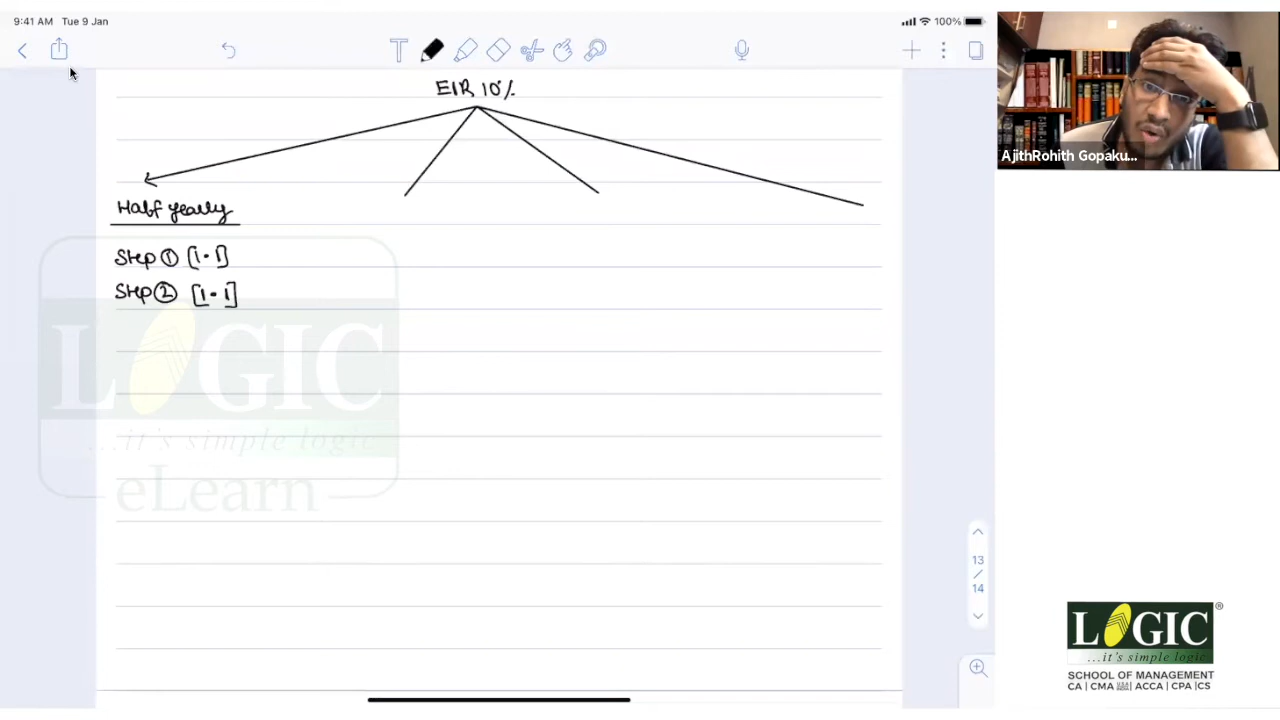 9:41 AM Tue 9 Jan
100%
EIR 10%
Half yearly
Step ① [1·1]
Step ② [1·1]
LOGIC
...it's simple logic
eLearn
13
/
14
AjithRohith Gopaku...
LOGIC®
...it's simple logic
SCHOOL OF MANAGEMENT
CA | CMA | ACCA | CPA | CS